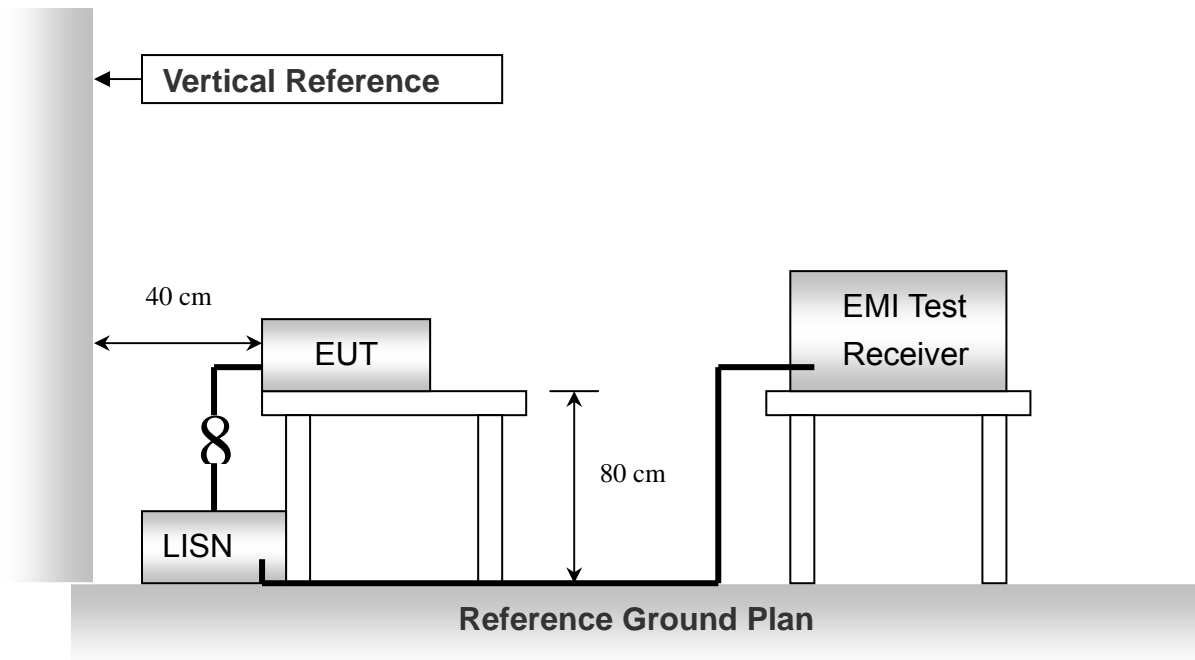 Vertical Reference
40 cm
EUT
EMI Test
Receiver
80 cm
LISN
Reference Ground Plan